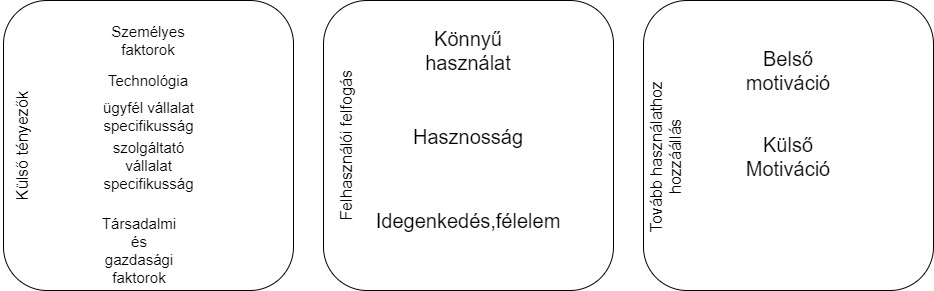 Külső tényezők
Személyes
faktorok
Technológia
ügyfél vállalat
specifikusság
szolgáltató
vállalat
specifikusság
Társadalmi
és
gazdasági
faktorok
Felhasználói felfogás
Könnyű
használat
Hasznosság
Idegenkedés,félelem
Tovább használathoz
hozzáállás
Belső
motiváció
Külső
Motiváció